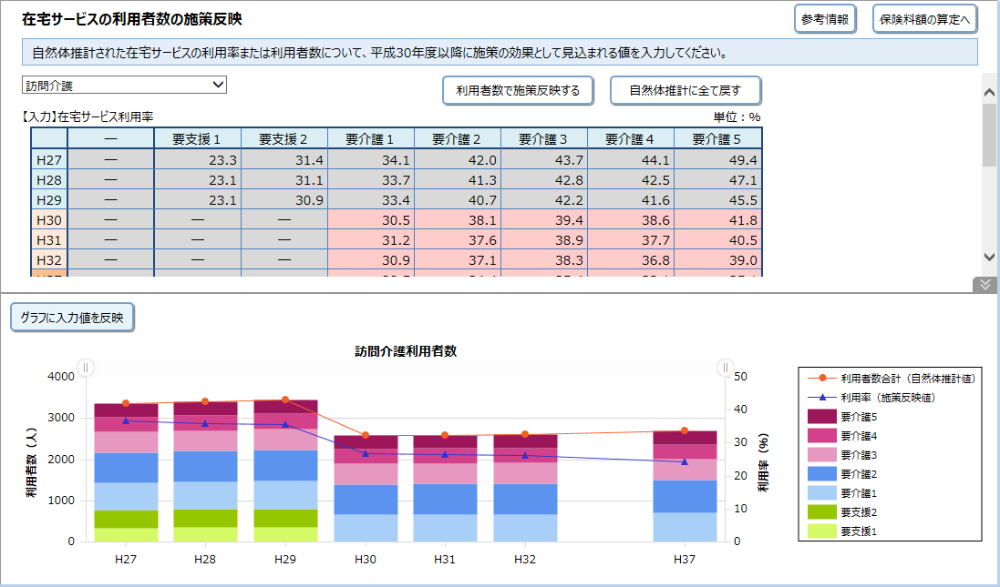 在宅サービスの利用者数の施策反映
参考情報
保険料額の算定へ
自然体推計された在宅サービスの利用率または利用者数について、平成30年度以降に施策の効果として見込まれる値を入力してください。
訪問介護
利用者数で施策反映する
自然体推計に全て戻す
【入力】在宅サービス利用率
単位：%
― 要支援1 要支援2 要介護1 要介護2 要介護3 要介護4 要介護5
H27 ― 23.3 31.4 34.1 42.0 43.7 44.1 49.4
H28 ― 23.1 31.1 33.7 41.3 42.8 42.5 47.1
H29 ― 23.1 30.9 33.4 40.7 42.2 41.6 45.5
H30 ― ― ― 30.5 38.1 39.4 38.6 41.8
H31 ― ― ― 31.2 37.6 38.9 37.7 40.5
H32 ― ― ― 30.9 37.1 38.3 36.8 39.0
グラフに入力値を反映
訪問介護利用者数
利用者数（人）
4000
3000
2000
1000
0
50
40
30
20
10
0
利用率（%）
H27 H28 H29 H30 H31 H32 H37
利用者数合計（自然体推計値）
利用率（施策反映値）
要介護5
要介護4
要介護3
要介護2
要介護1
要支援2
要支援1